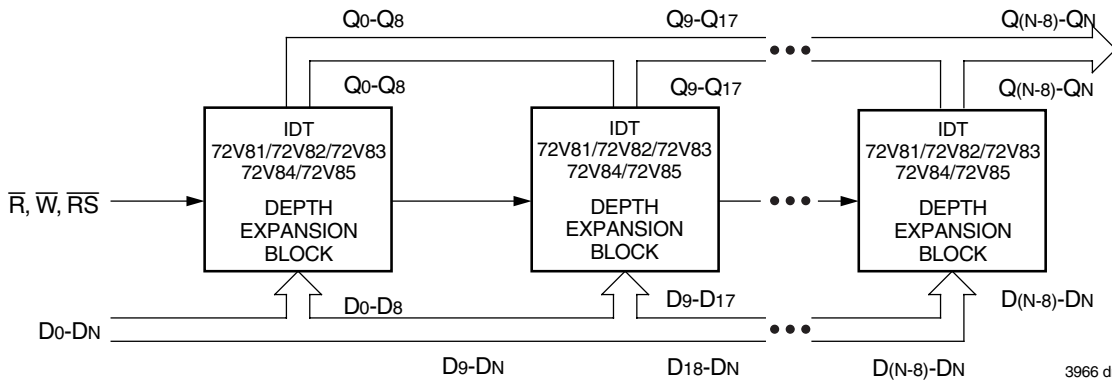 Q0-Q8 Q9-Q17 Q(N-8)-QN
Q0-Q8 Q9-Q17 Q(N-8)-QN
IDT
72V81/72V82/72V83
72V84/72V85
DEPTH
EXPANSION
BLOCK
IDT
72V81/72V82/72V83
72V84/72V85
DEPTH
EXPANSION
BLOCK
IDT
72V81/72V82/72V83
72V84/72V85
DEPTH
EXPANSION
BLOCK
R̅, W̅, R̅S̅
D0-D8 D9-D17 D(N-8)-DN
D0-DN
D9-DN D18-DN D(N-8)-DN
3966 d